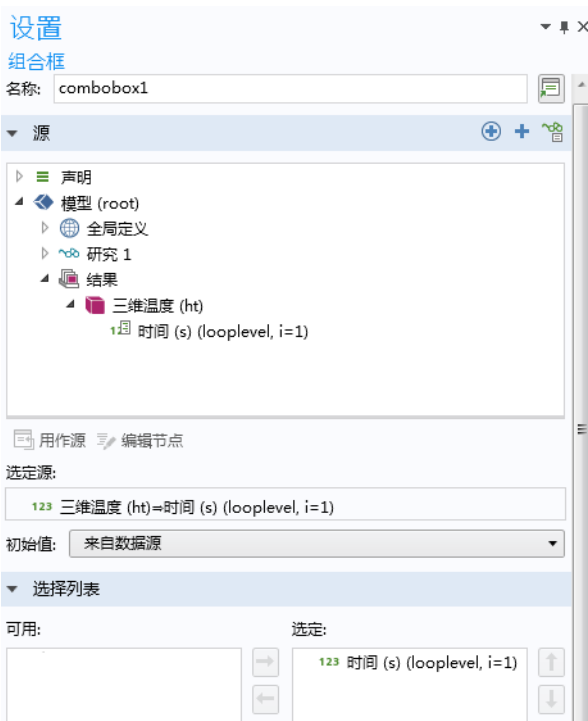 设置
组合框
名称: combobox1
源
声明
模型 (root)
全局定义
研究 1
结果
三维温度 (ht)
时间 (s) (looplevel, i=1)
用作源 编辑节点
选定源:
123 三维温度 (ht)⇒时间 (s) (looplevel, i=1)
初始值: 来自数据源
选择列表
可用: 选定:
123 时间 (s) (looplevel, i=1)